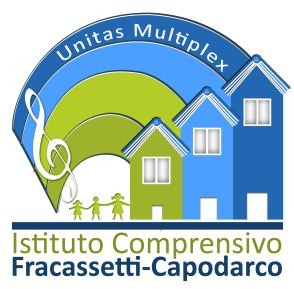 Unitas Multiplex
Istituto Comprensivo
Fracassetti-Capodarco